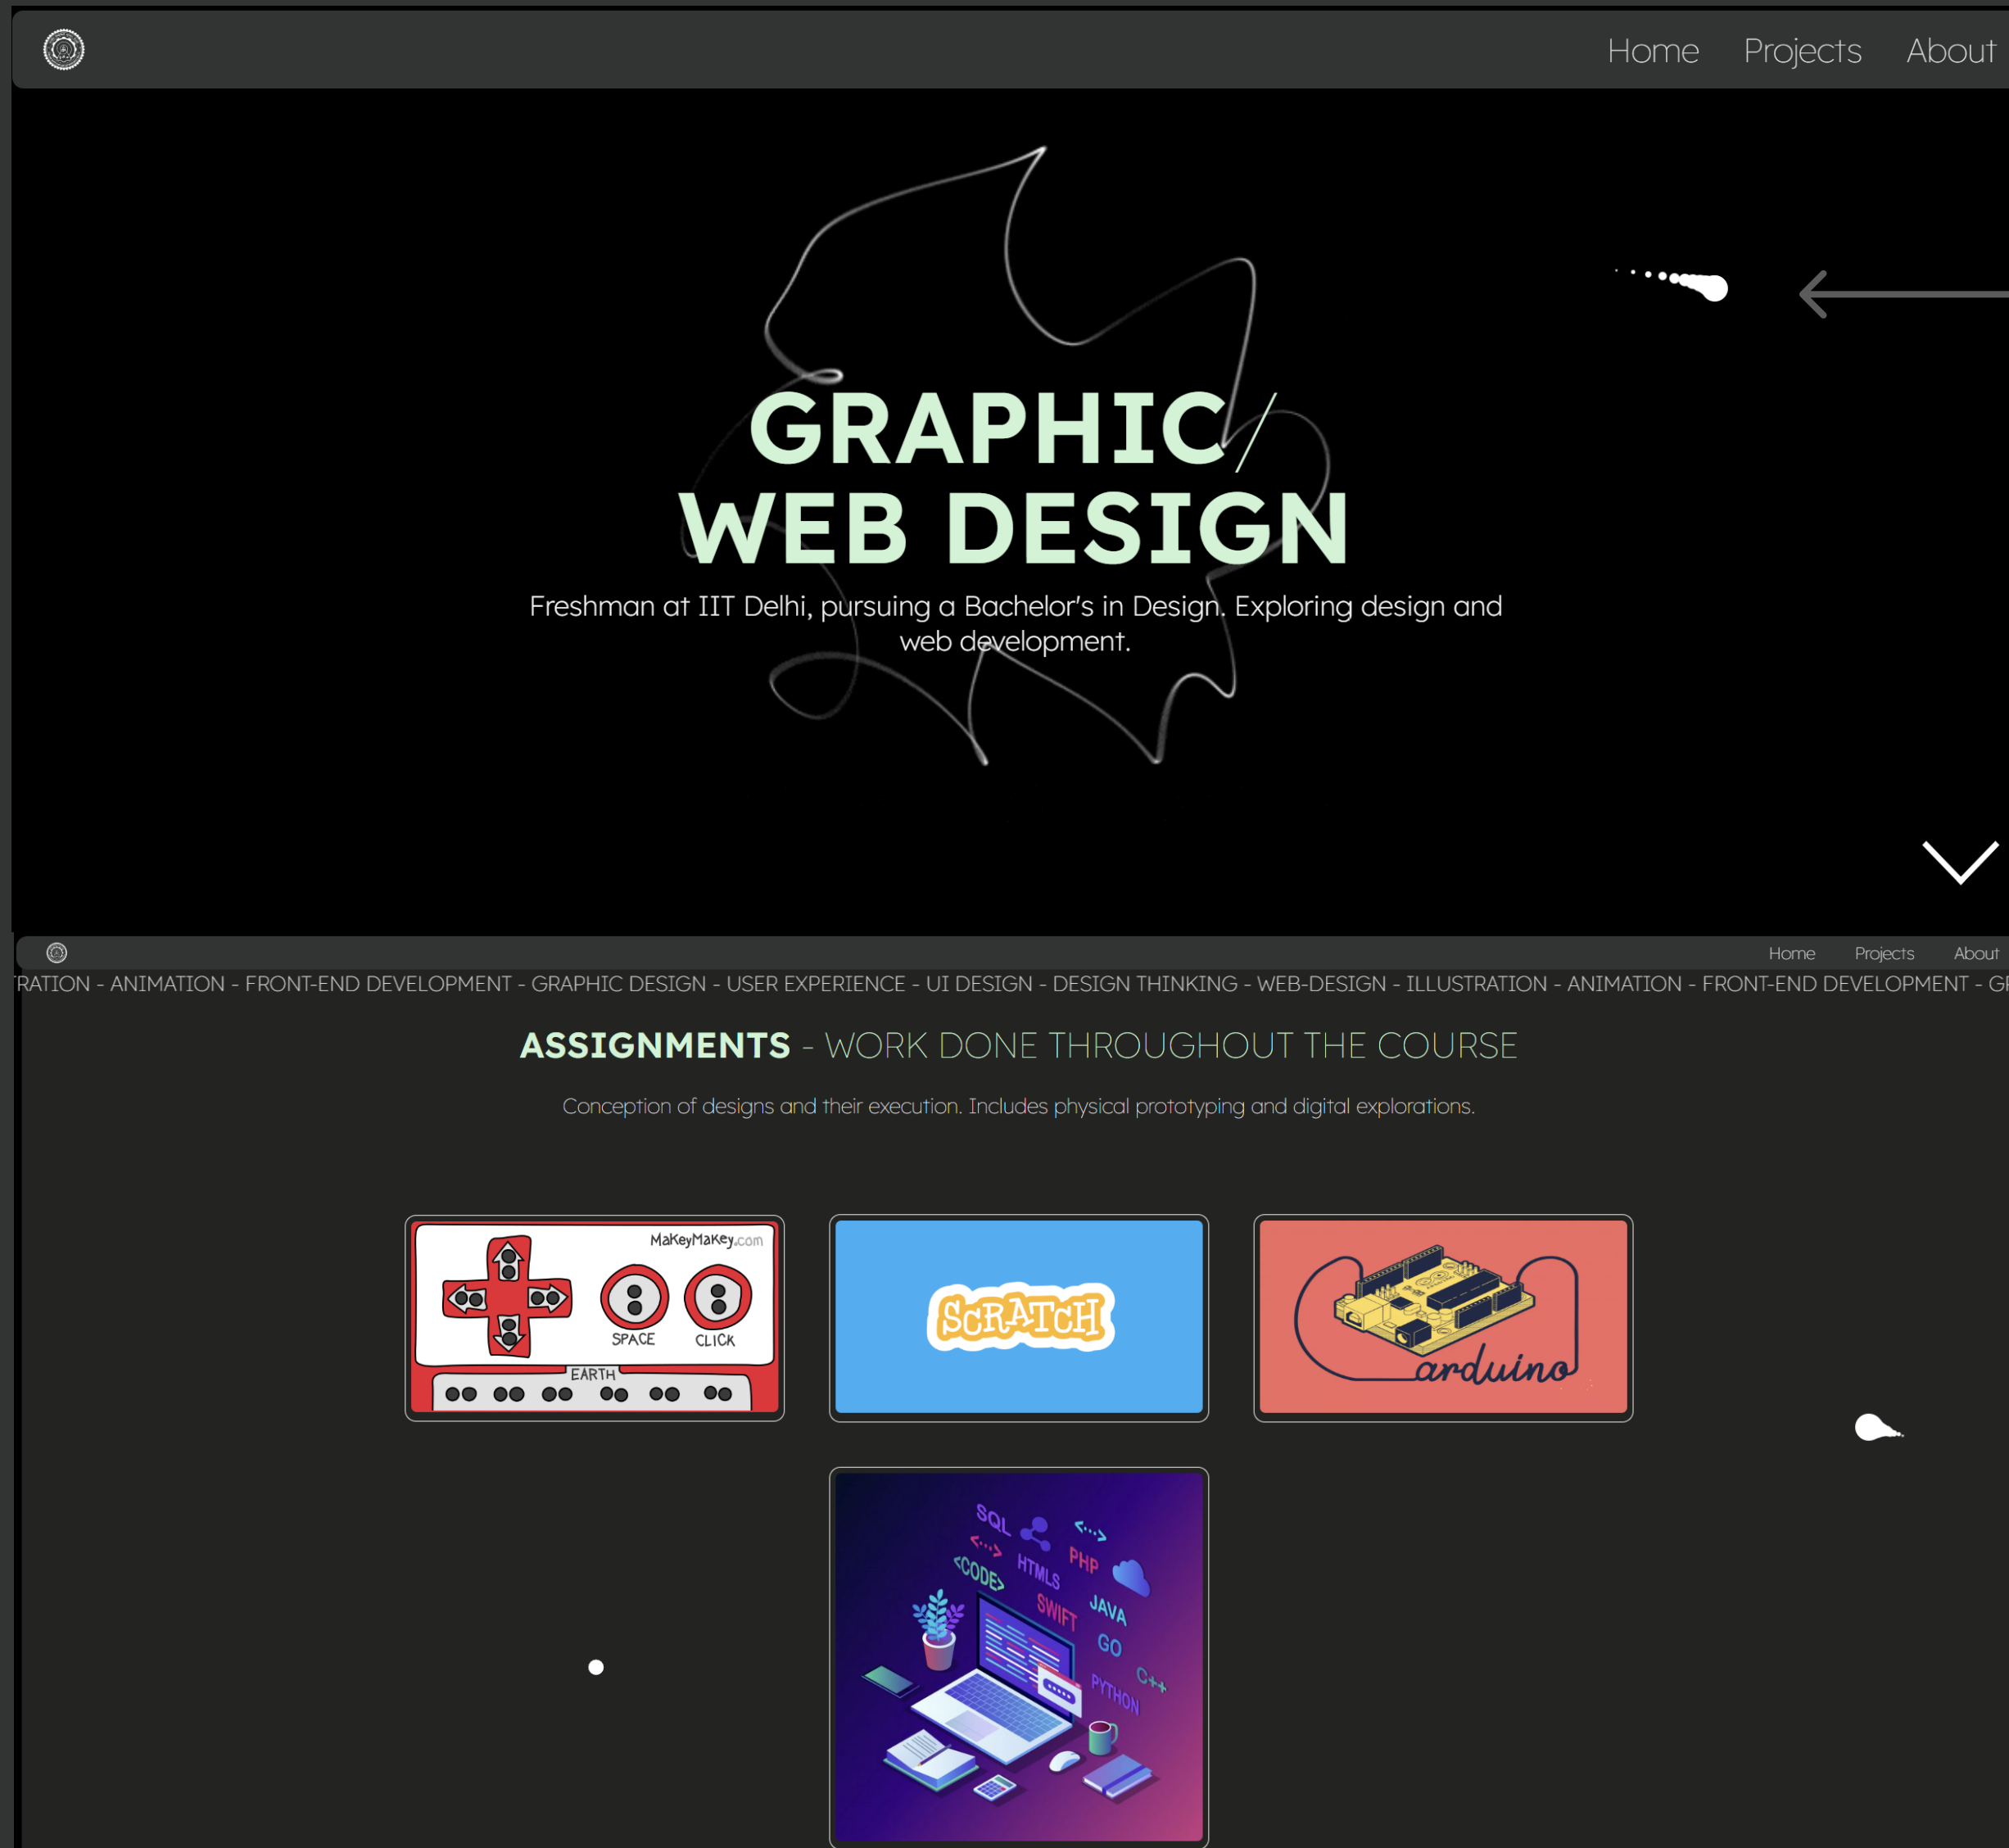 Home Projects About
GRAPHIC/
WEB DESIGN
Freshman at IIT Delhi, pursuing a Bachelor's in Design. Exploring design and
web development.
Home Projects About
RATION - ANIMATION - FRONT-END DEVELOPMENT - GRAPHIC DESIGN - USER EXPERIENCE - UI DESIGN - DESIGN THINKING - WEB-DESIGN - ILLUSTRATION - ANIMATION - FRONT-END DEVELOPMENT - G
ASSIGNMENTS - WORK DONE THROUGHOUT THE COURSE
Conception of designs and their execution. Includes physical prototyping and digital explorations.
MaKeyMaKey.com
SPACE CLICK
EARTH
SCRATCH
arduino
SQL
<...>
<...>
PHP
<CODE>
HTMLS
SWIFT
JAVA
GO
C++
PYTHON